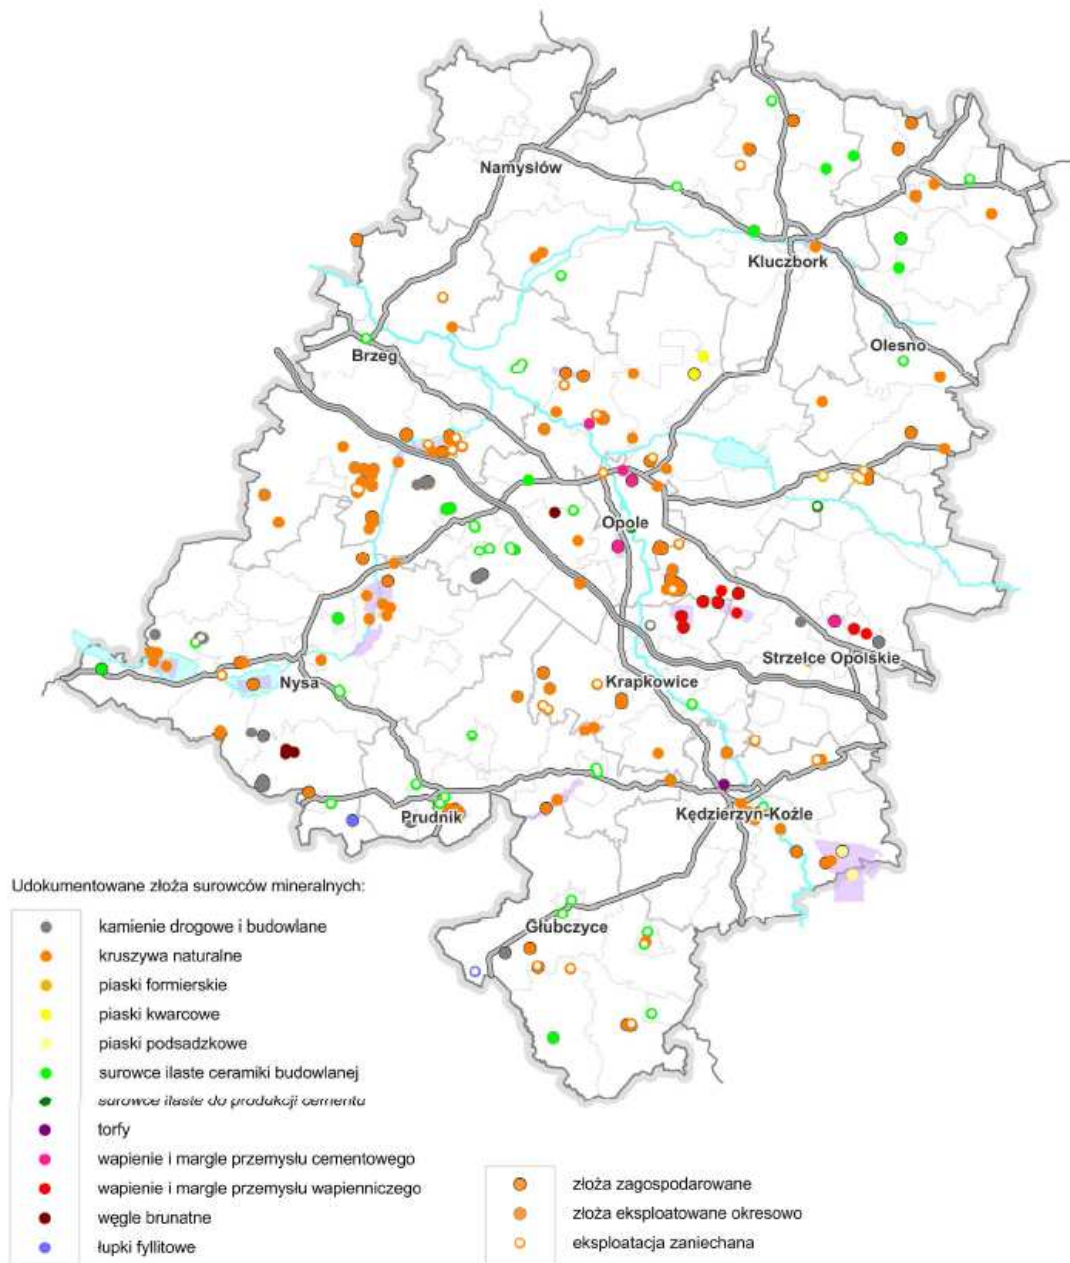 Namysłów
Kluczbork
Olesno
Brzeg
Opole
Strzelce Opolskie
Nysa
Krapkowice
Prudnik
Kędzierzyn-Koźle
Głubczyce
Udokumentowane złoża surowców mineralnych:
kamienie drogowe i budowlane
kruszywa naturalne
piaski formierskie
piaski kwarcowe
piaski podsadzkowe
surowce ilaste ceramiki budowlanej
surowce ilaste do produkcji cementu
torfy
wapienie i margle przemysłu cementowego
wapienie i margle przemysłu wapienniczego
węgle brunatne
łupki fyllitowe
złoża zagospodarowane
złoża eksploatowane okresowo
eksploatacja zaniechana